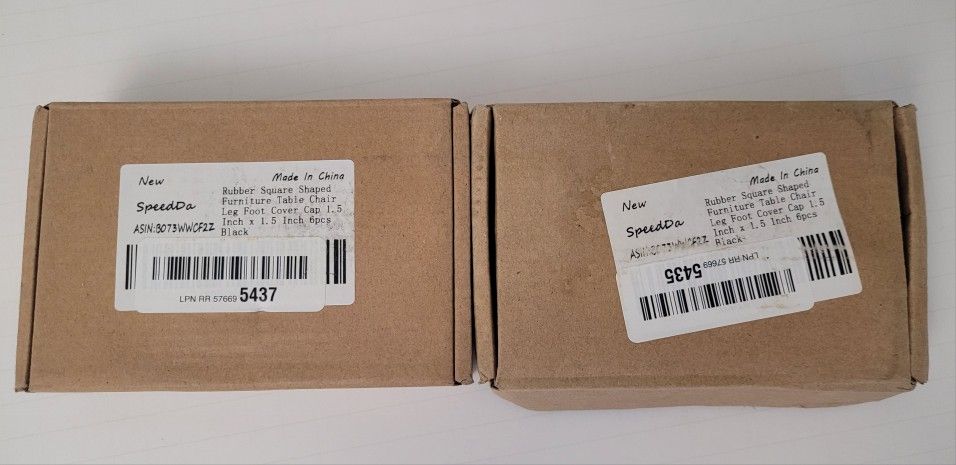 New
Made In China
SpeedDa
Rubber Square Shaped
Furniture Table Chair
Leg Foot Cover Cap 1.5
Inch x 1.5 Inch 6pcs
Black
ASIN:B073WWCF2Z
LPN RR 57669 5437
New
Made In China
SpeedDa
Rubber Square Shaped
Furniture Table Chair
Leg Foot Cover Cap 1.5
Inch x 1.5 Inch 6pcs
Black
ASIN:B073WWCF2Z
LPN RR 57669 5435